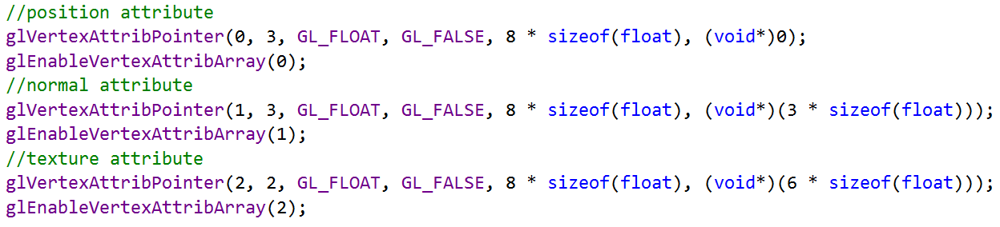 //position attribute
glVertexAttribPointer(0, 3, GL_FLOAT, GL_FALSE, 8 * sizeof(float), (void*)0);
glEnableVertexAttribArray(0);
//normal attribute
glVertexAttribPointer(1, 3, GL_FLOAT, GL_FALSE, 8 * sizeof(float), (void*)(3 * sizeof(float)));
glEnableVertexAttribArray(1);
//texture attribute
glVertexAttribPointer(2, 2, GL_FLOAT, GL_FALSE, 8 * sizeof(float), (void*)(6 * sizeof(float)));
glEnableVertexAttribArray(2);